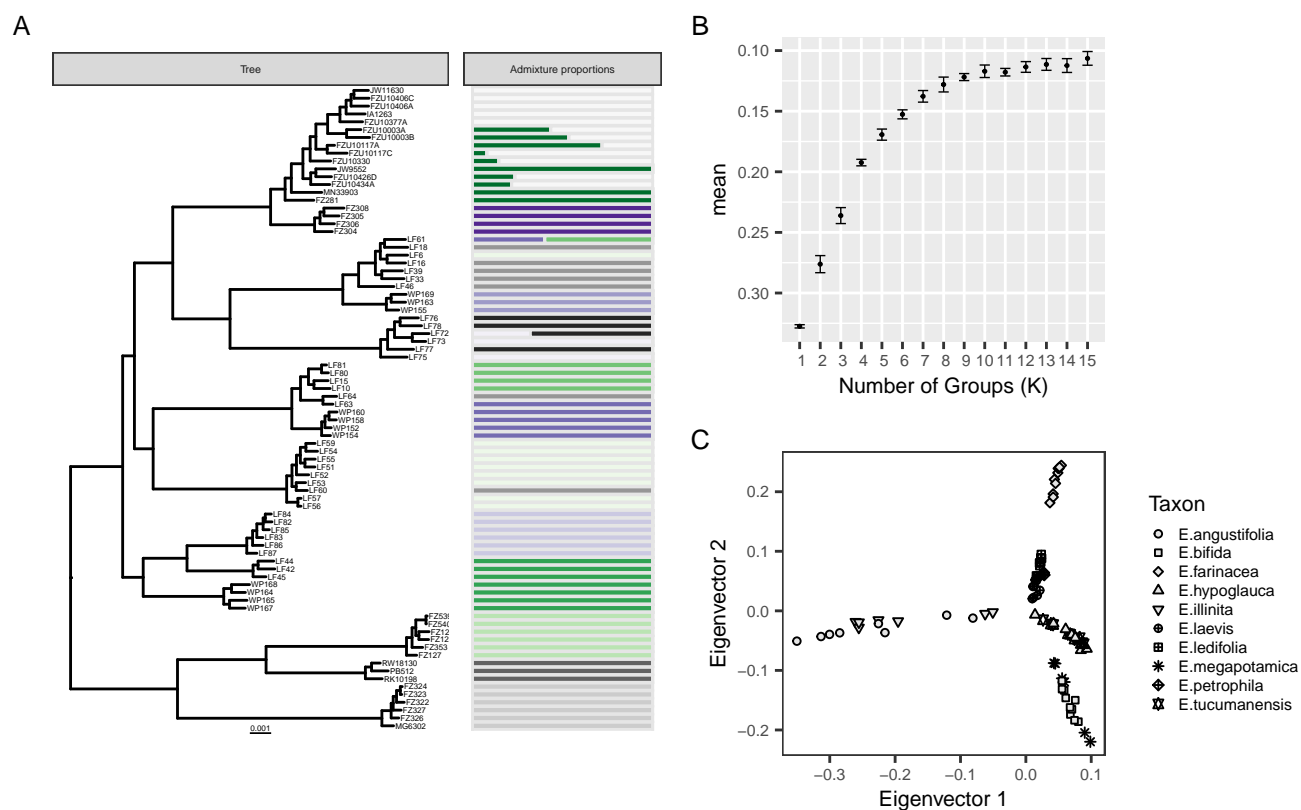 A
Tree
Admixture proportions
JW11630
FZU10406C
FZU10406A
IA1263
FZU10377A
FZU10003A
FZU10003B
FZU10117A
FZU10117C
FZU10330
JW9552
FZU10426D
FZU10434A
MN33903
FZ281
FZ308
FZ305
FZ306
FZ304
LF61
LF18
LF6
LF16
LF39
LF33
LF46
WP169
WP163
WP155
LF76
LF78
LF72
LF73
LF77
LF75
LF81
LF80
LF15
LF10
LF64
LF63
WP160
WP158
WP152
WP154
LF59
LF54
LF55
LF51
LF52
LF53
LF60
LF57
LF56
LF84
LF82
LF85
LF83
LF86
LF87
LF44
LF42
LF45
WP168
WP164
WP165
WP167
FZ353
FZ127
RW18130
PB512
RK10198
FZ324
FZ323
FZ322
FZ327
FZ326
MG6302
0.001
B
0.10
0.15
0.20
0.25
0.30
mean
1 2 3 4 5 6 7 8 9 10 11 12 13 14 15
Number of Groups (K)
C
0.2
0.1
0.0
−0.1
−0.2
Eigenvector 2
−0.3 −0.2 −0.1 0.0 0.1
Eigenvector 1
Taxon
E.angustifolia
E.bifida
E.farinacea
E.hypoglauca
E.illinita
E.laevis
E.ledifolia
E.megapotamica
E.petrophila
E.tucumanensis